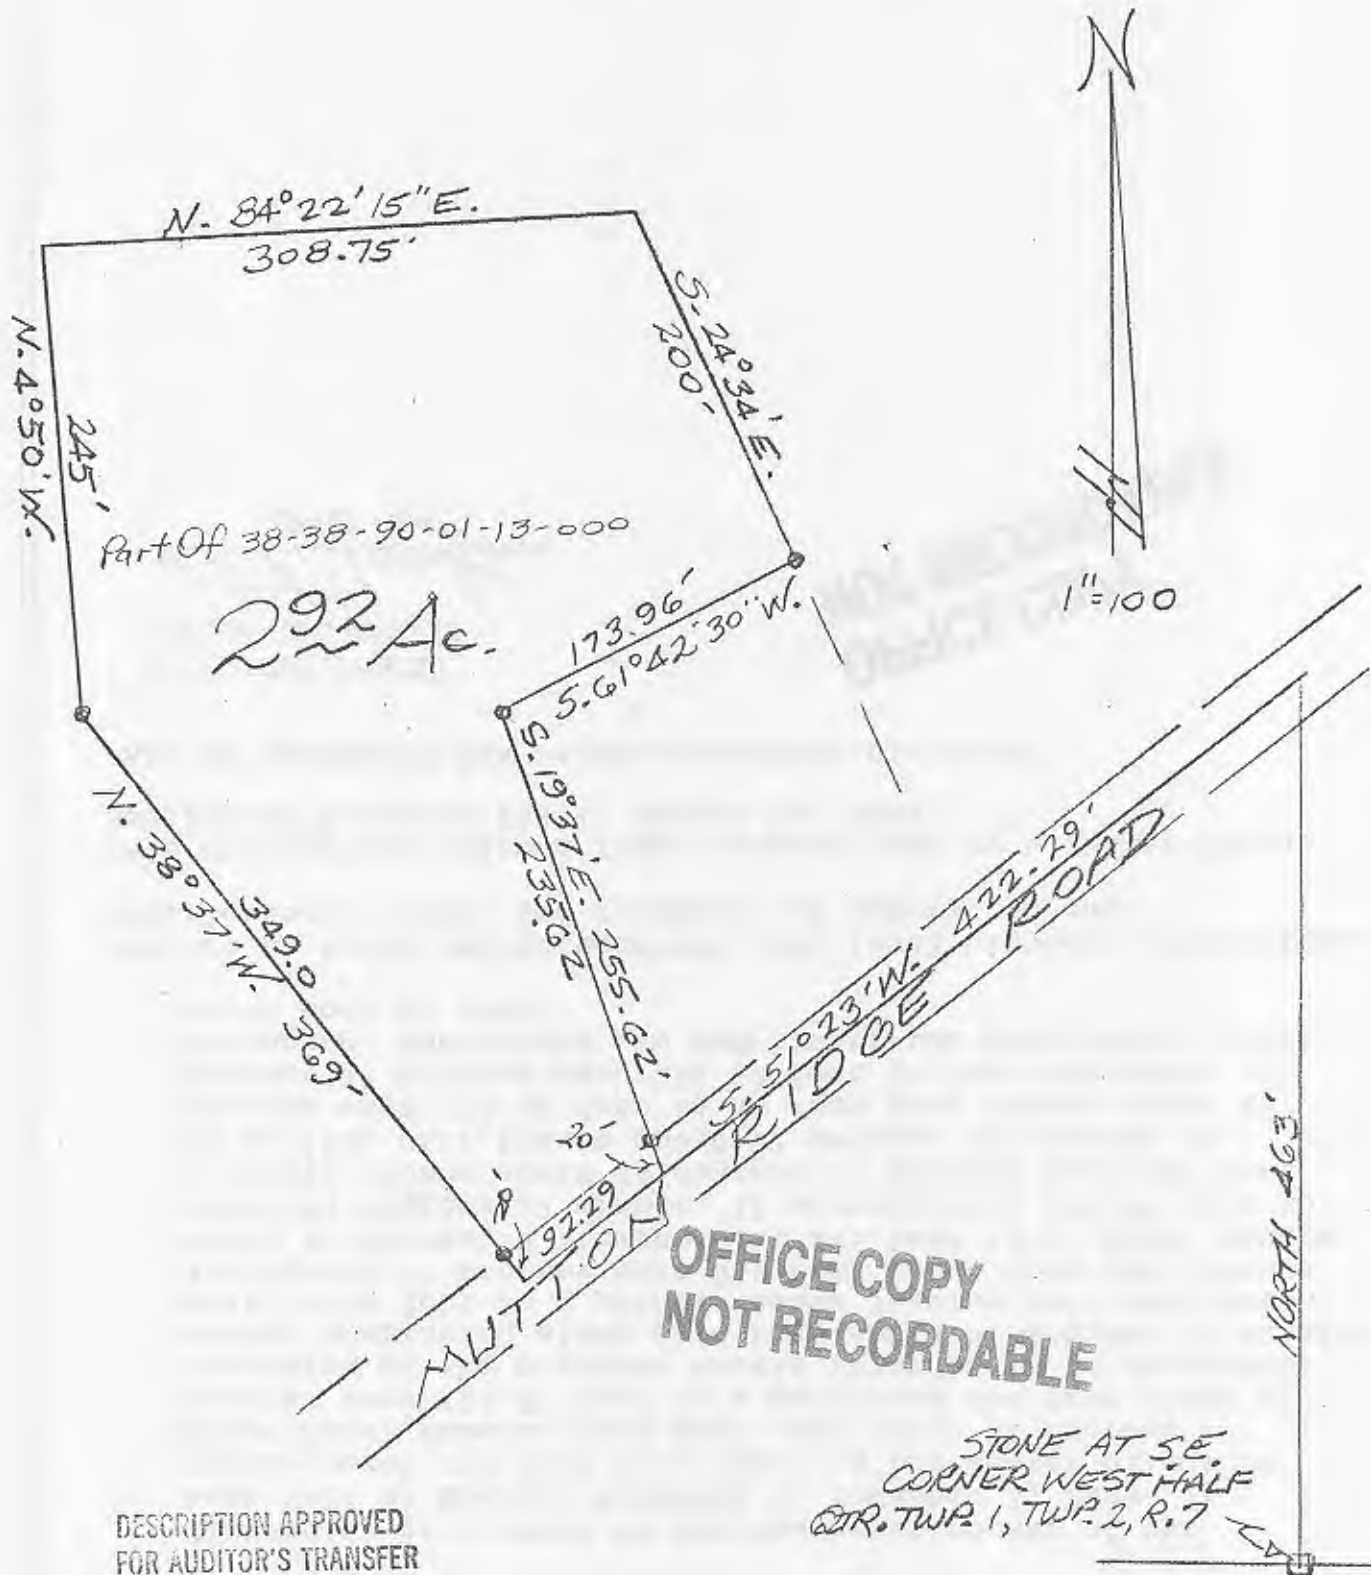 N
N. 84°22'15"E.
308.75'
S. 24°34'E.
200'
N. 4°50'W.
245'
Part Of 38-38-90-01-13-000
2.92 Ac.
173.96'
S. 61°42'30"W.
1"=100
S. 19°37'E. 255.62'
235.62
N. 38°37'W. 369'
349.0
S. 51°23'W. 422.29'
20'
192.29
MUTTON RIDGE ROAD
NORTH 463'
OFFICE COPY
NOT RECORDABLE
STONE AT S.E.
CORNER WEST HALF
QTR. TWP. 1, TWP. 2, R. 7
DESCRIPTION APPROVED
FOR AUDITOR'S TRANSFER